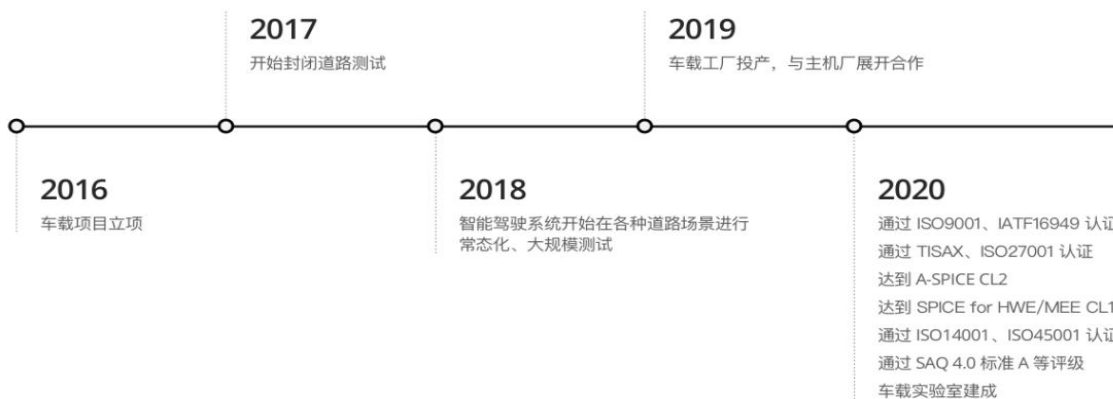 2017
开始封闭道路测试
2019
车载工厂投产，与主机厂展开合作
2016
车载项目立项
2018
智能驾驶系统开始在各种道路场景进行
常态化、大规模测试
2020
通过 ISO9001、IATF16949 认证
通过 TISAX、ISO27001 认证
达到 A-SPICE CL2
达到 SPICE for HWE/MEE CL1
通过 ISO14001、ISO45001 认证
通过 SAQ 4.0 标准 A 等评级
车载实验室建成